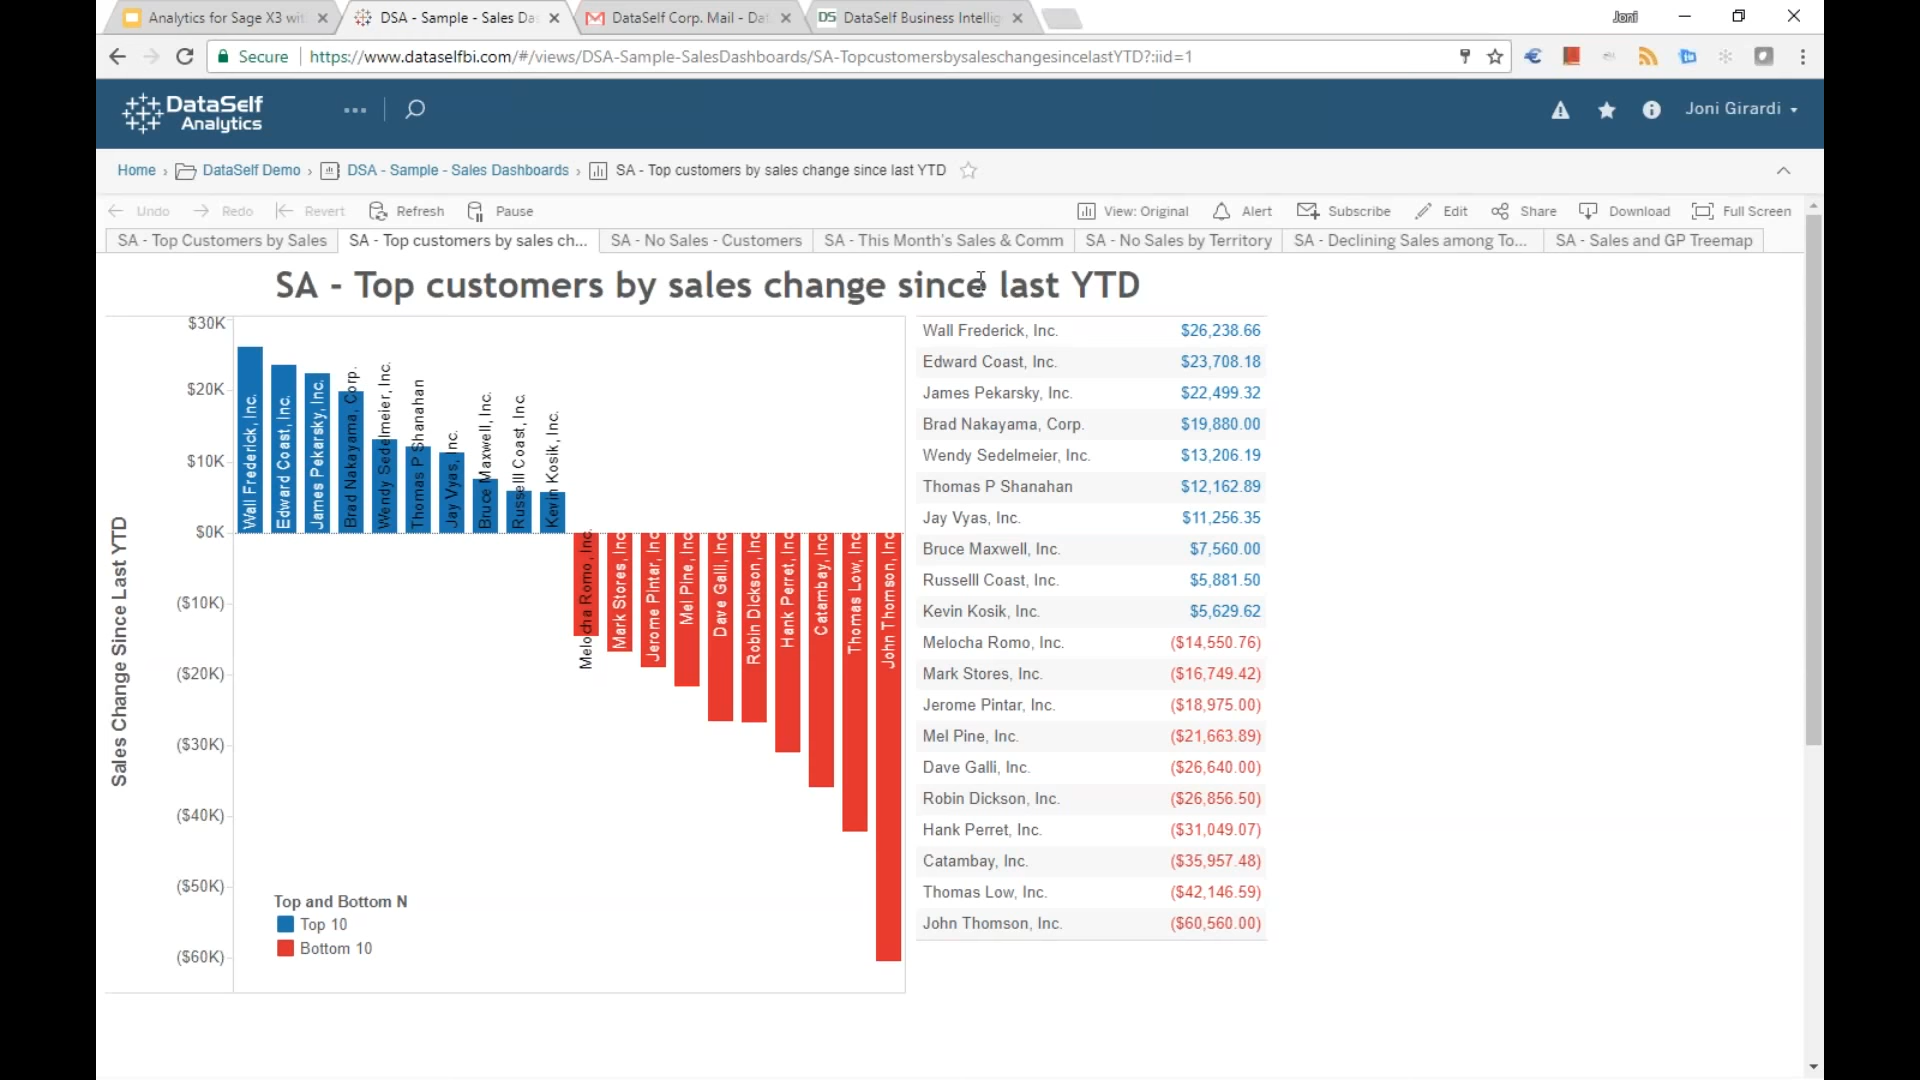 Analytics for Sage X3 wit
DSA - Sample - Sales Da
DataSelf Corp. Mail - Dat
DS DataSelf Business Intellig
Joni
Secure https://www.dataselfbi.com/#/views/DSA-Sample-SalesDashboards/SA-TopcustomersbysaleschangesincelastYTD?:iid=1
DataSelf
Analytics
Joni Girardi
Home › DataSelf Demo › DSA - Sample - Sales Dashboards › SA - Top customers by sales change since last YTD
Undo Redo Revert Refresh Pause View: Original Alert Subscribe Edit Share Download Full Screen
SA - Top Customers by Sales SA - Top customers by sales ch... SA - No Sales - Customers SA - This Month's Sales & Comm SA - No Sales by Territory SA - Declining Sales among To... SA - Sales and GP Treemap
SA - Top customers by sales change since last YTD
Sales Change Since Last YTD
$30K
$20K
$10K
$0K
($10K)
($20K)
($30K)
($40K)
($50K)
($60K)
Wall Frederick, Inc.
Edward Coast, Inc.
James Pekarsky, Inc.
Brad Nakayama, Corp.
Wendy Sedelmeier, Inc.
Thomas P Shanahan
Jay Vyas, Inc.
Bruce Maxwell, Inc.
Russelll Coast, Inc.
Kevin Kosik, Inc.
Melocha Romo, Inc.
Mark Stores, Inc
Jerome Pintar, Inc
Mel Pine, Inc
Dave Galli, Inc
Robin Dickson, Inc
Hank Perret, Inc
Catambay, Inc
Thomas Low, Inc
John Thomson, Inc
Top and Bottom N
Top 10
Bottom 10
Wall Frederick, Inc. $26,238.66
Edward Coast, Inc. $23,708.18
James Pekarsky, Inc. $22,499.32
Brad Nakayama, Corp. $19,880.00
Wendy Sedelmeier, Inc. $13,206.19
Thomas P Shanahan $12,162.89
Jay Vyas, Inc. $11,256.35
Bruce Maxwell, Inc. $7,560.00
Russelll Coast, Inc. $5,881.50
Kevin Kosik, Inc. $5,629.62
Melocha Romo, Inc. ($14,550.76)
Mark Stores, Inc. ($16,749.42)
Jerome Pintar, Inc. ($18,975.00)
Mel Pine, Inc. ($21,663.89)
Dave Galli, Inc. ($26,640.00)
Robin Dickson, Inc. ($26,856.50)
Hank Perret, Inc. ($31,049.07)
Catambay, Inc. ($35,957.48)
Thomas Low, Inc. ($42,146.59)
John Thomson, Inc. ($60,560.00)